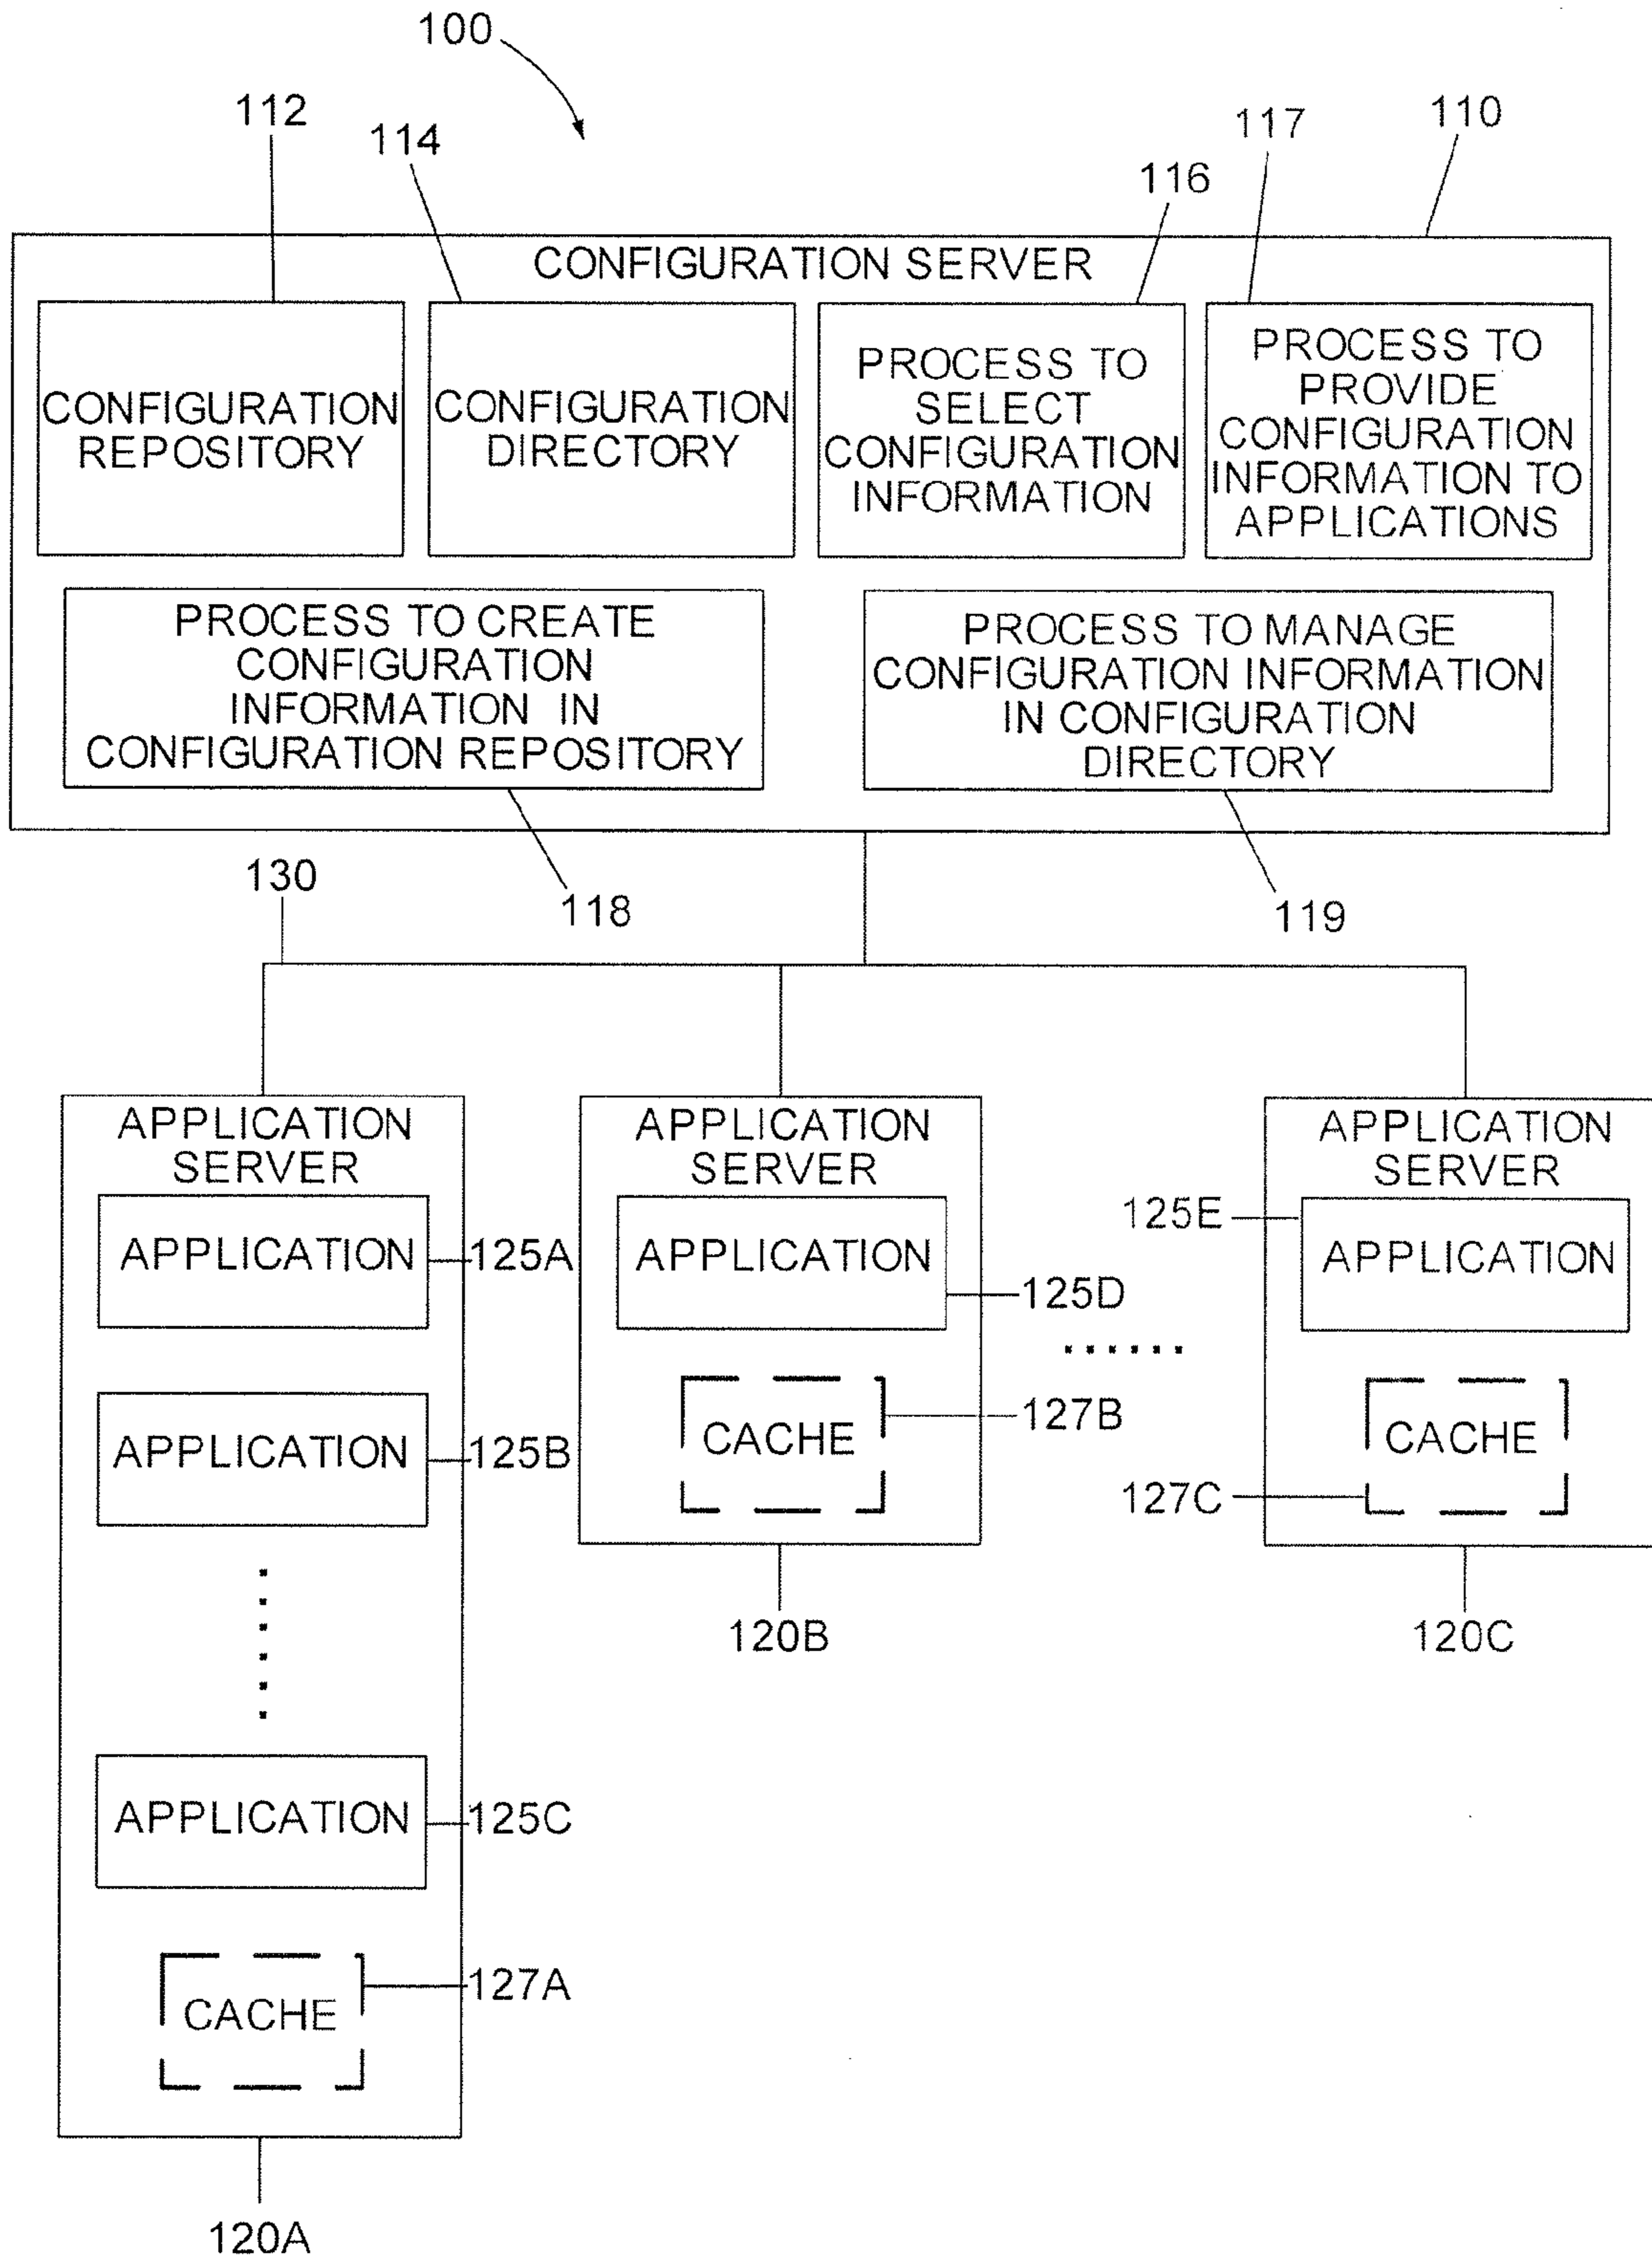 100
112
114
117
110
116
CONFIGURATION SERVER
CONFIGURATION
REPOSITORY
CONFIGURATION
DIRECTORY
PROCESS TO
SELECT
CONFIGURATION
INFORMATION
PROCESS TO
PROVIDE
CONFIGURATION
INFORMATION TO
APPLICATIONS
PROCESS TO CREATE
CONFIGURATION
INFORMATION IN
CONFIGURATION REPOSITORY
PROCESS TO MANAGE
CONFIGURATION INFORMATION
IN CONFIGURATION
DIRECTORY
130
118
119
APPLICATION
SERVER
APPLICATION
125A
APPLICATION
125B
APPLICATION
125C
CACHE
127A
120A
APPLICATION
SERVER
APPLICATION
125D
CACHE
127B
120B
APPLICATION
SERVER
125E
APPLICATION
CACHE
127C
120C